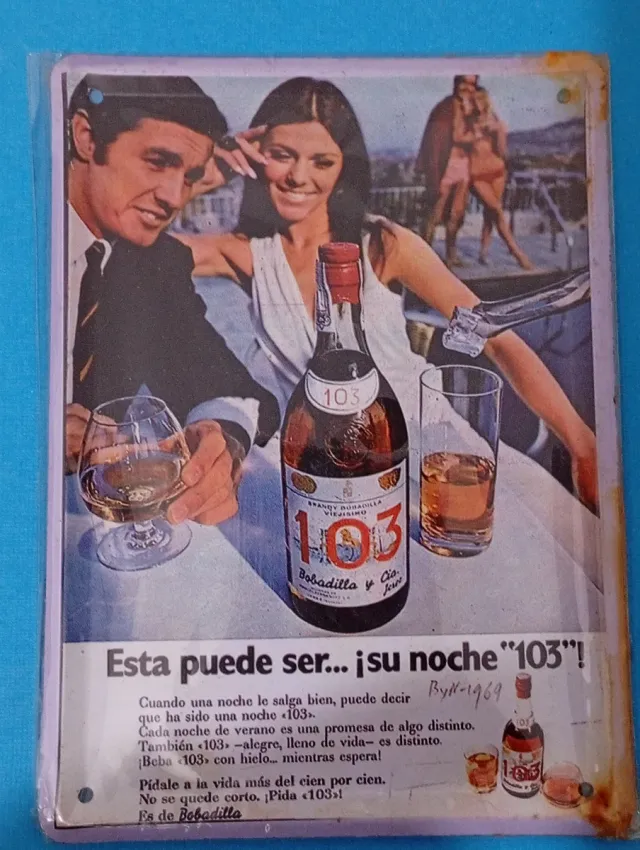 103
BRANDY BOBADILLA
VIEJISIMO
103
Bobadilla y Cia.
Jerez
Esta puede ser... ¡su noche "103"!
Cuando una noche le salga bien, puede decir
que ha sido una noche «103».
Cada noche de verano es una promesa de algo distinto.
También «103» –alegre, lleno de vida– es distinto.
¡Beba «103» con hielo... mientras espera!
Pídale a la vida más del cien por cien.
No se quede corto. ¡Pida «103»!
Es de Bobadilla
ByN-1969
103
103